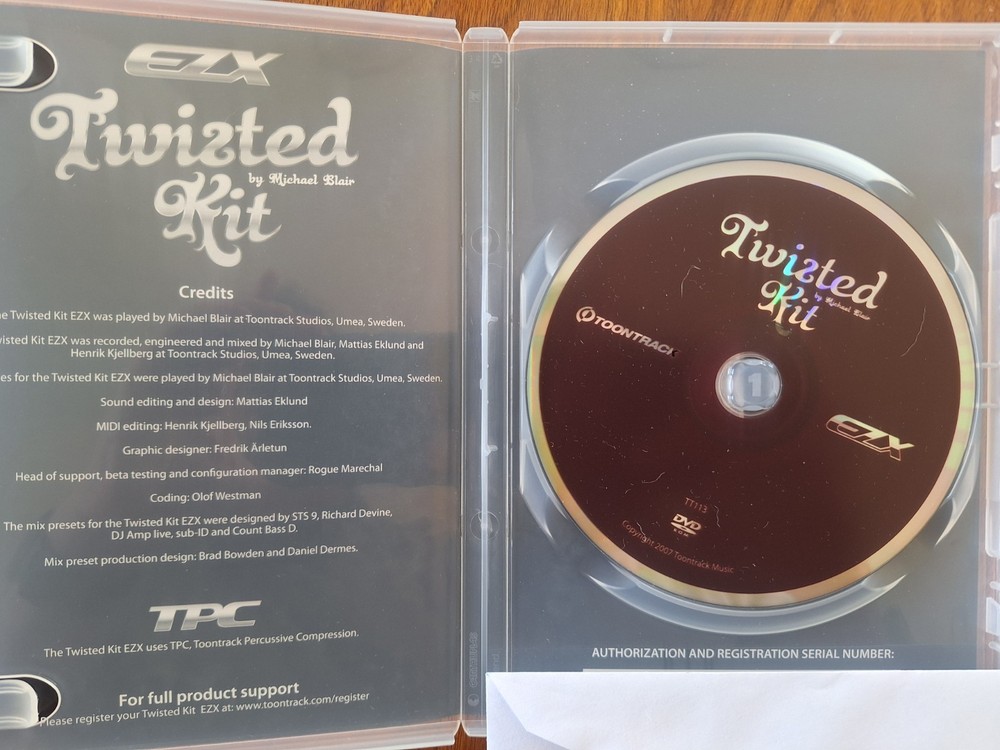 EZX
Twisted
by Michael Blair
Kit
Credits
e Twisted Kit EZX was played by Michael Blair at Toontrack Studios, Umea, Sweden.
isted Kit EZX was recorded, engineered and mixed by Michael Blair, Mattias Eklund and
Henrik Kjellberg at Toontrack Studios, Umea, Sweden.
es for the Twisted Kit EZX were played by Michael Blair at Toontrack Studios, Umea, Sweden.
Sound editing and design: Mattias Eklund
MIDI editing: Henrik Kjellberg, Nils Eriksson.
Graphic designer: Fredrik Ärletun
Head of support, beta testing and configuration manager: Rogue Marechal
Coding: Olof Westman
The mix presets for the Twisted Kit EZX were designed by STS 9, Richard Devine,
DJ Amp live, sub-ID and Count Bass D.
Mix preset production design: Brad Bowden and Daniel Dermes.
TPC
The Twisted Kit EZX uses TPC, Toontrack Percussive Compression.
For full product support
Please register your Twisted Kit EZX at: www.toontrack.com/register
Twisted
by Michael Blair
Kit
TOONTRACK
1
EZX
TT113
DVD
ROM
Copyright 2007 Toontrack Music
AUTHORIZATION AND REGISTRATION SERIAL NUMBER: